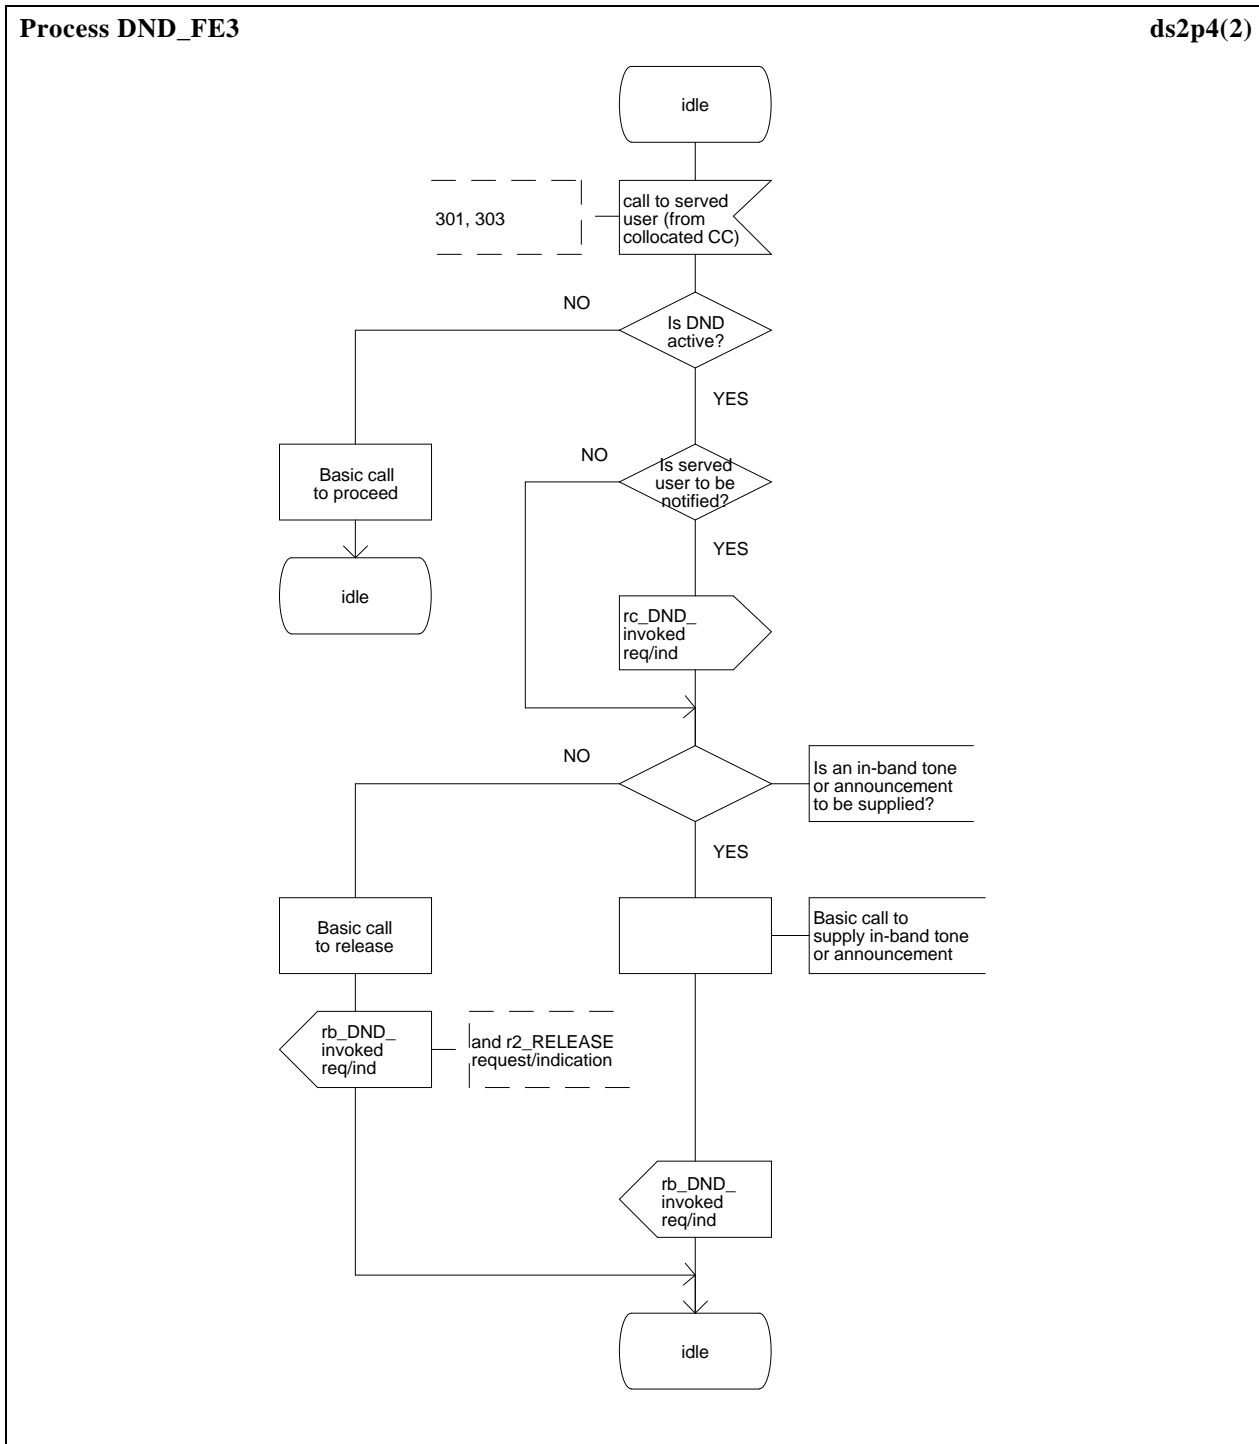 Process DND_FE3
ds2p4(2)
idle
301, 303
call to served
user (from
collocated CC)
NO
Is DND
active?
YES
Basic call
to proceed
idle
NO
Is served
user to be
notified?
YES
rc_DND_
invoked
req/ind
NO
Is an in-band tone
or announcement
to be supplied?
YES
Basic call
to release
Basic call to
supply in-band tone
or announcement
rb_DND_
invoked
req/ind
and r2_RELEASE
request/indication
rb_DND_
invoked
req/ind
idle